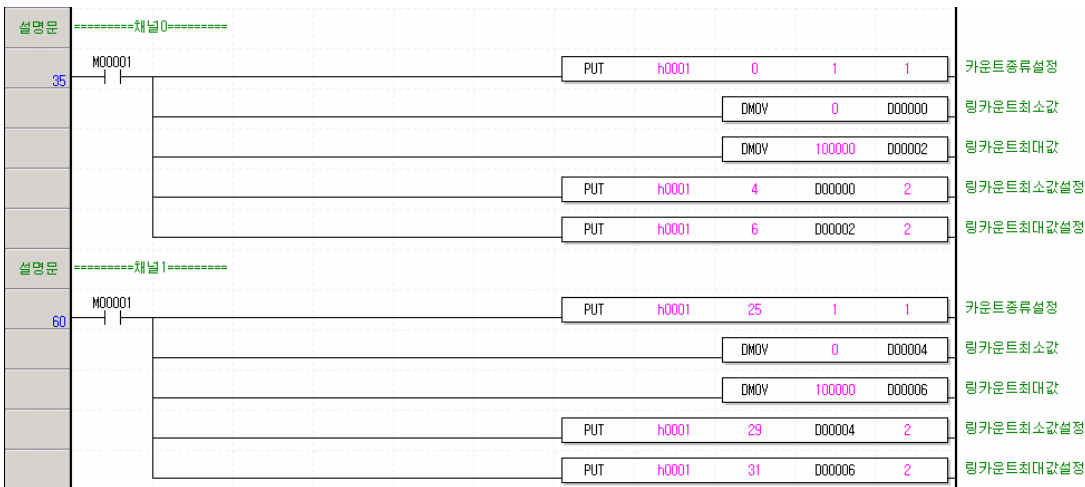 설명문 =========채널0=========
M00001
35 PUT h0001 0 1 1 카운트종류설정
DMOV 0 D00000 링카운트최소값
DMOV 100000 D00002 링카운트최대값
PUT h0001 4 D00000 2 링카운트최소값설정
PUT h0001 6 D00002 2 링카운트최대값설정
설명문 =========채널1=========
M00001
60 PUT h0001 25 1 1 카운트종류설정
DMOV 0 D00004 링카운트최소값
DMOV 100000 D00006 링카운트최대값
PUT h0001 29 D00004 2 링카운트최소값설정
PUT h0001 31 D00006 2 링카운트최대값설정